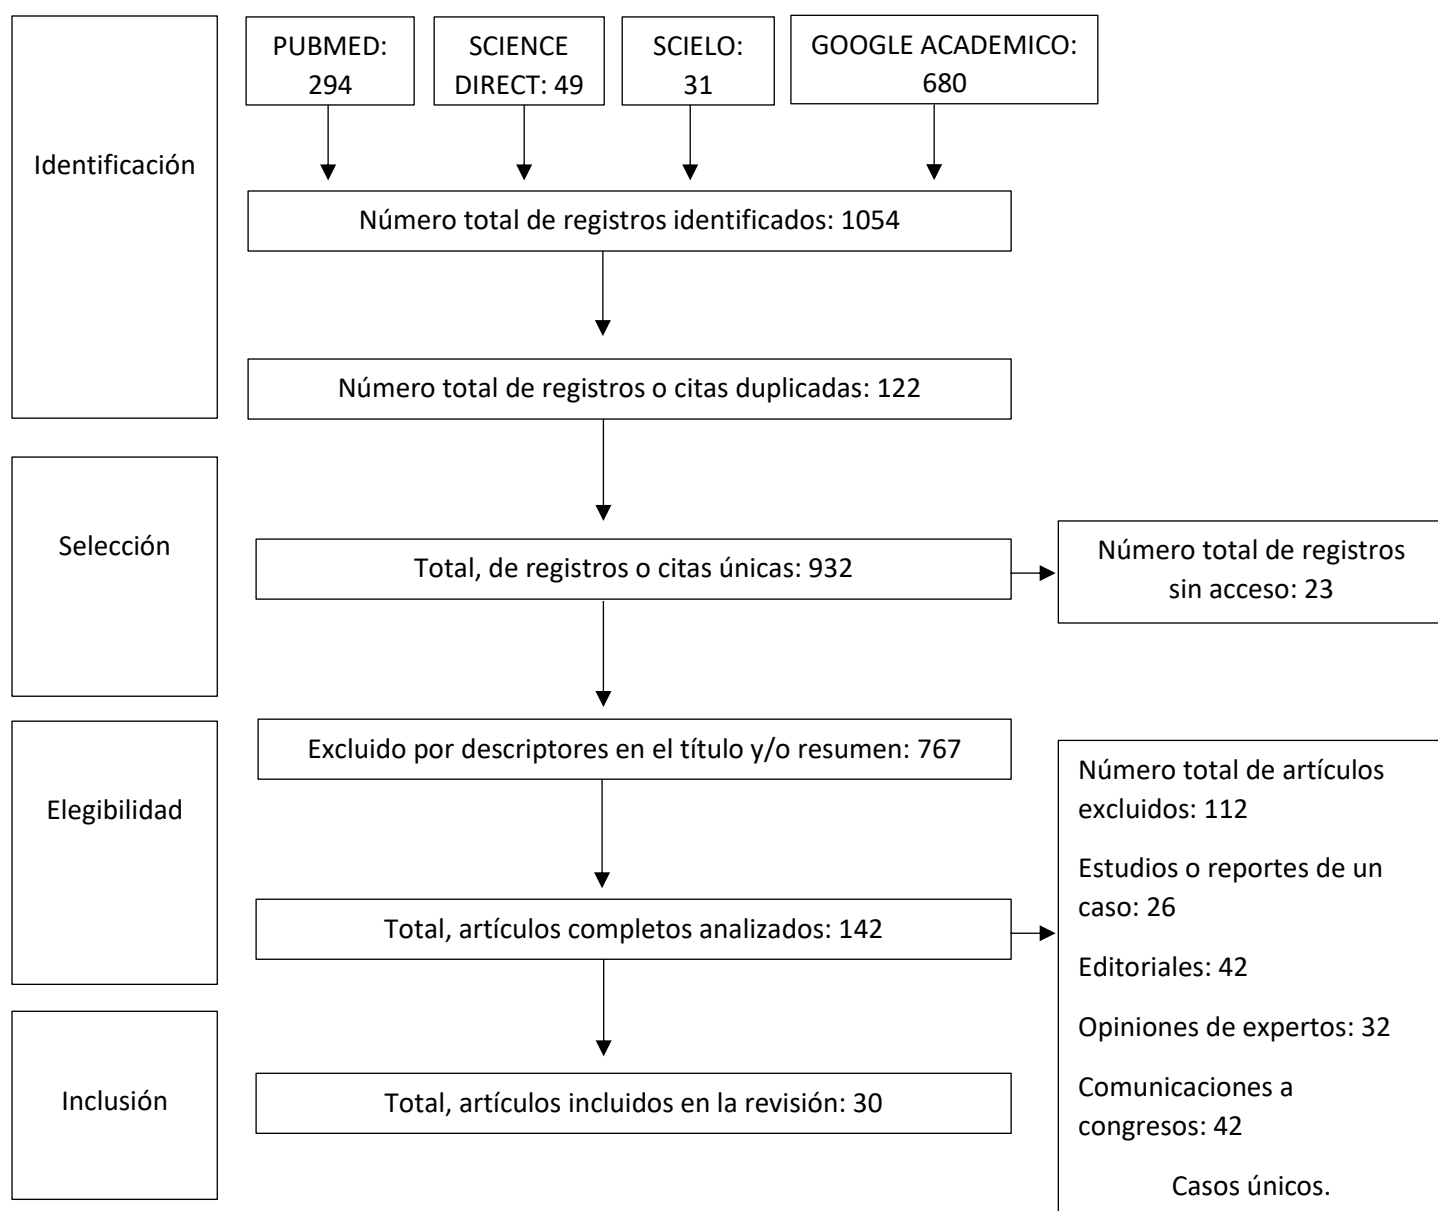 PUBMED:
294
SCIENCE
DIRECT: 49
SCIELO:
31
GOOGLE ACADEMICO:
680
Identificación
Número total de registros identificados: 1054
Número total de registros o citas duplicadas: 122
Selección
Total, de registros o citas únicas: 932
Número total de registros
sin acceso: 23
Excluido por descriptores en el título y/o resumen: 767
Elegibilidad
Total, artículos completos analizados: 142
Número total de artículos
excluidos: 112
Estudios o reportes de un
caso: 26
Editoriales: 42
Opiniones de expertos: 32
Comunicaciones a
congresos: 42
Casos únicos.
Inclusión
Total, artículos incluidos en la revisión: 30